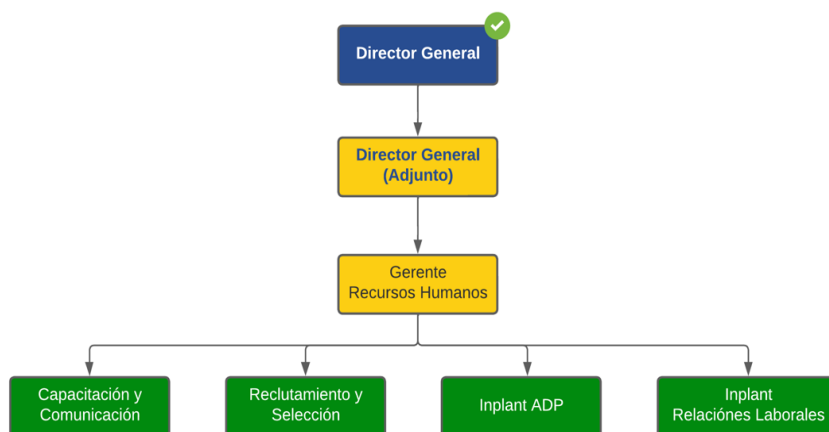 Director General
Director General
(Adjunto)
Gerente
Recursos Humanos
Capacitación y
Comunicación
Reclutamiento y
Selección
Inplant ADP
Inplant
Relaciónes Laborales